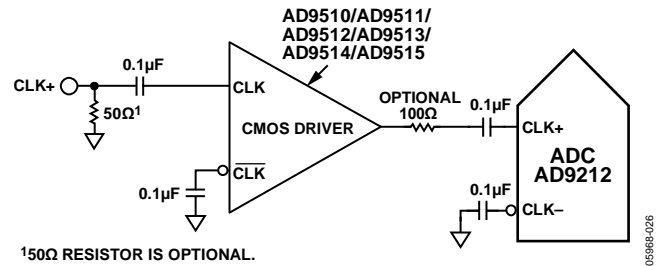 AD9510/AD9511/
AD9512/AD9513/
AD9514/AD9515
CLK+
0.1µF
50Ω¹
CLK
CMOS DRIVER
CLK
0.1µF
OPTIONAL
100Ω
0.1µF
CLK+
ADC
AD9212
0.1µF
CLK–
¹50Ω RESISTOR IS OPTIONAL.
05968-026